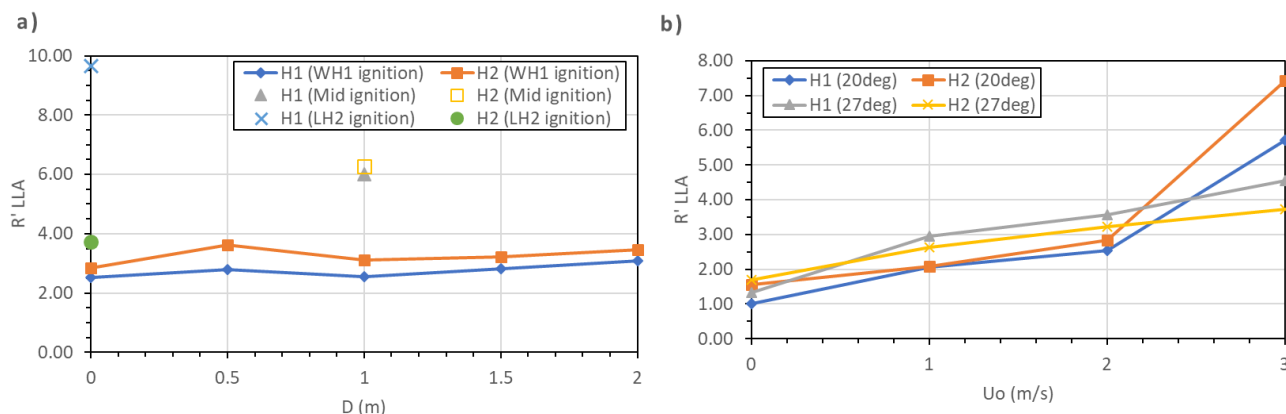 a)
10.00
8.00
6.00
4.00
2.00
0.00
R' LLA
H1 (WH1 ignition) H2 (WH1 ignition)
H1 (Mid ignition) H2 (Mid ignition)
H1 (LH2 ignition) H2 (LH2 ignition)
0 0.5 1 1.5 2
D (m)
b)
8.00
7.00
6.00
5.00
4.00
3.00
2.00
1.00
0.00
R' LLA
H1 (20deg) H2 (20deg)
H1 (27deg) H2 (27deg)
0 1 2 3
Uo (m/s)